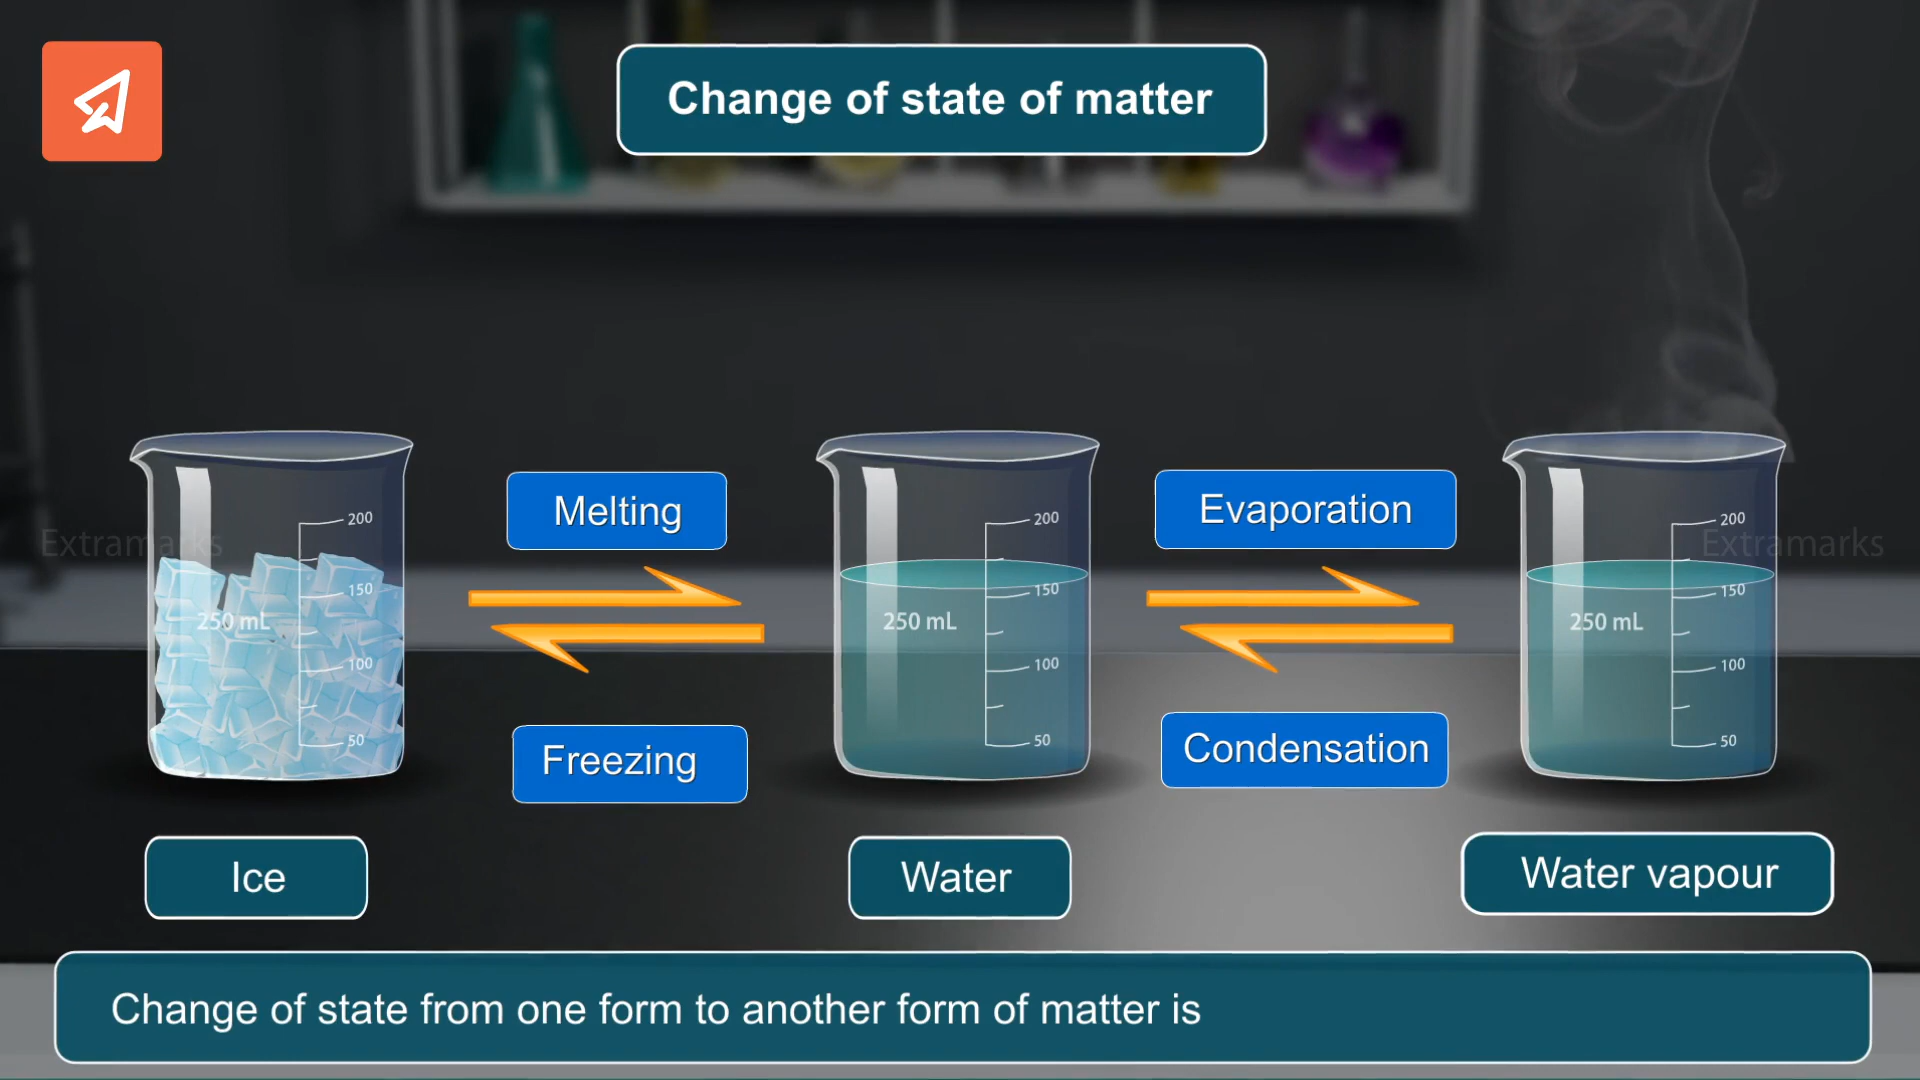 Change of state of matter
Extramarks
Extramarks
Melting
Evaporation
Freezing
Condensation
200
150
250 mL
100
50
200
150
250 mL
100
50
200
150
250 mL
100
50
Ice
Water
Water vapour
Change of state from one form to another form of matter is